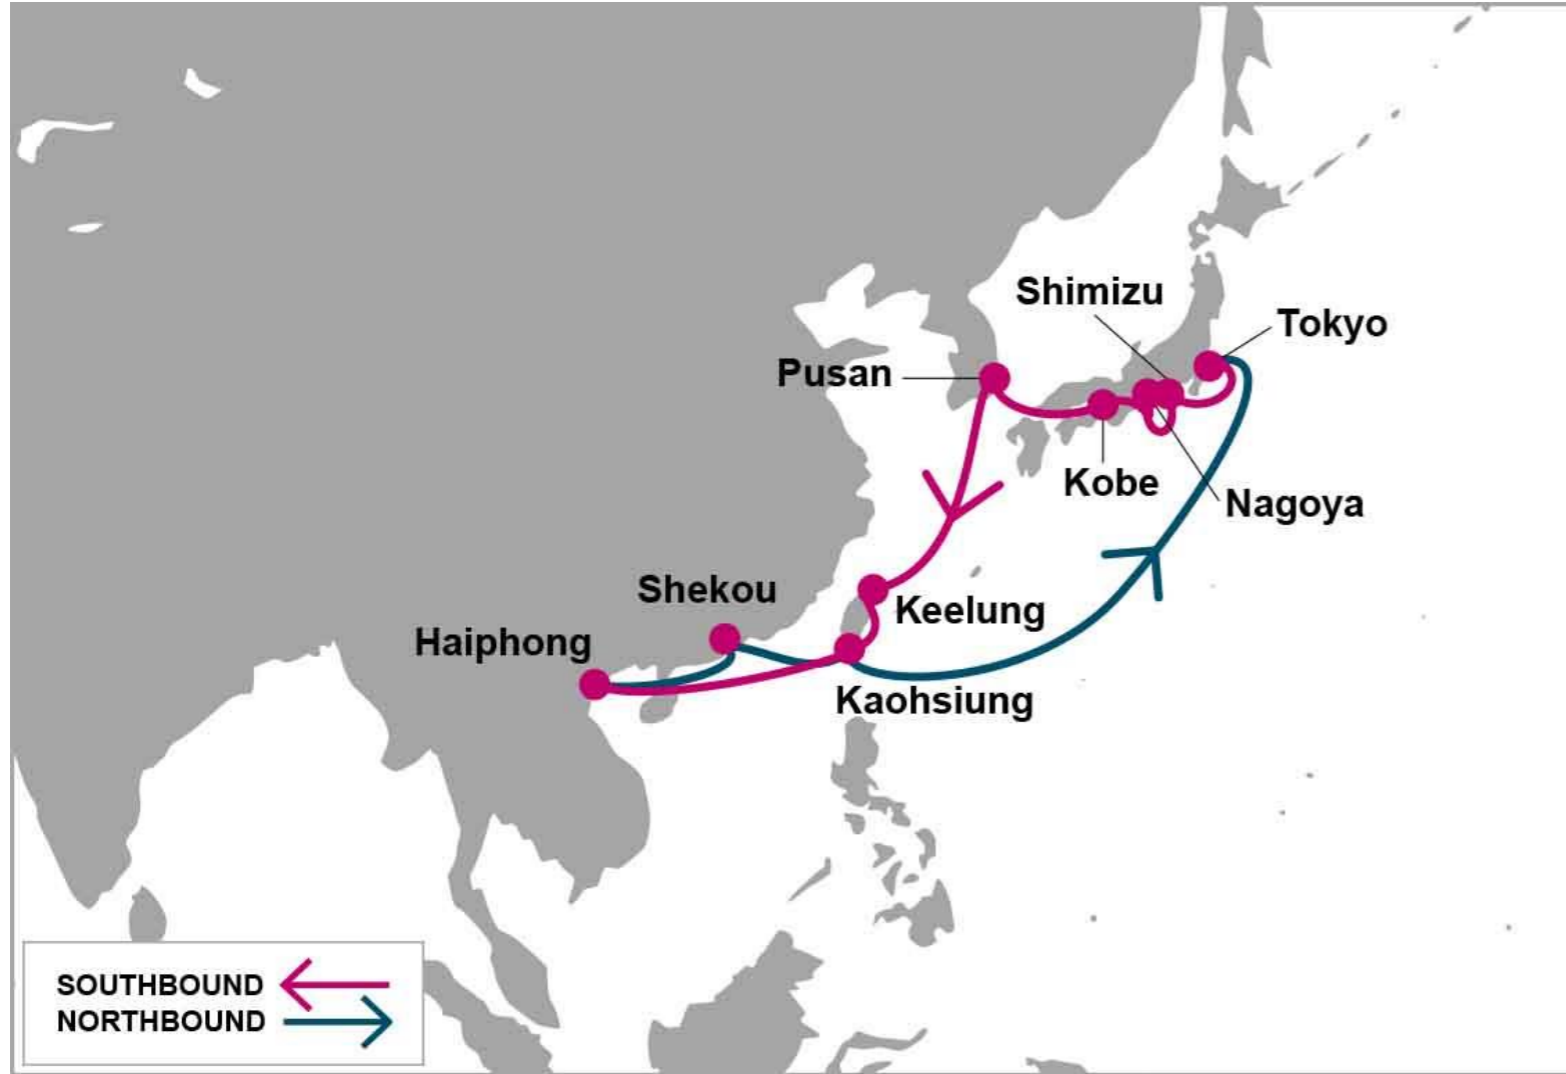 Shimizu
Tokyo
Pusan
Kobe
Nagoya
Shekou
Keelung
Haiphong
Kaohsiung
SOUTHBOUND
NORTHBOUND